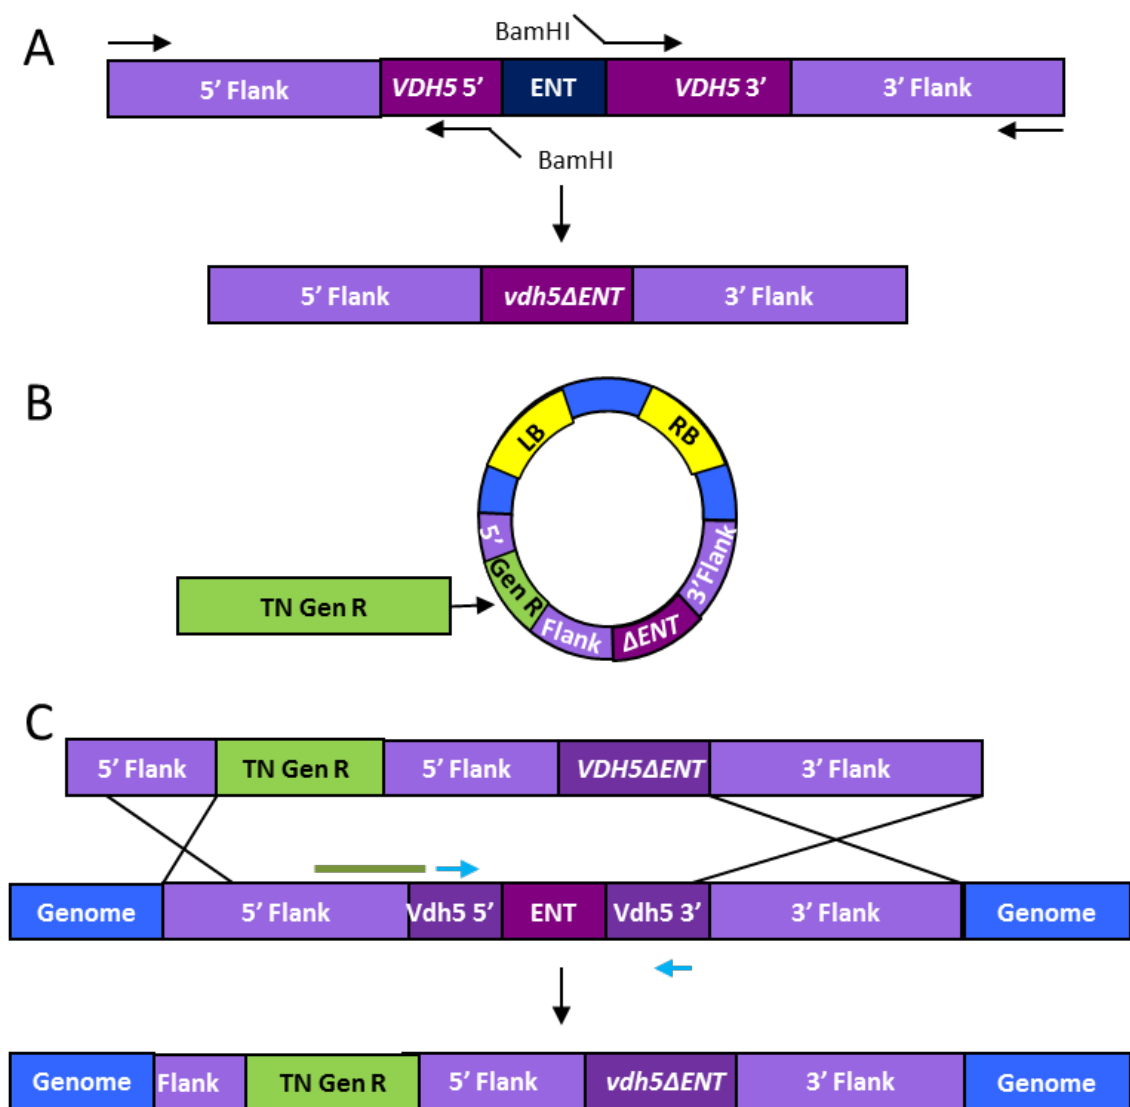 A
BamHI
5’ Flank
VDH5 5’
ENT
VDH5 3’
3’ Flank
BamHI
5’ Flank
vdh5ΔENT
3’ Flank
B
LB
RB
5’
Gen R
Flank
ΔENT
3’Flank
TN Gen R
C
5’ Flank
TN Gen R
5’ Flank
VDH5ΔENT
3’ Flank
Genome
5’ Flank
Vdh5 5’
ENT
Vdh5 3’
3’ Flank
Genome
Genome
Flank
TN Gen R
5’ Flank
vdh5ΔENT
3’ Flank
Genome